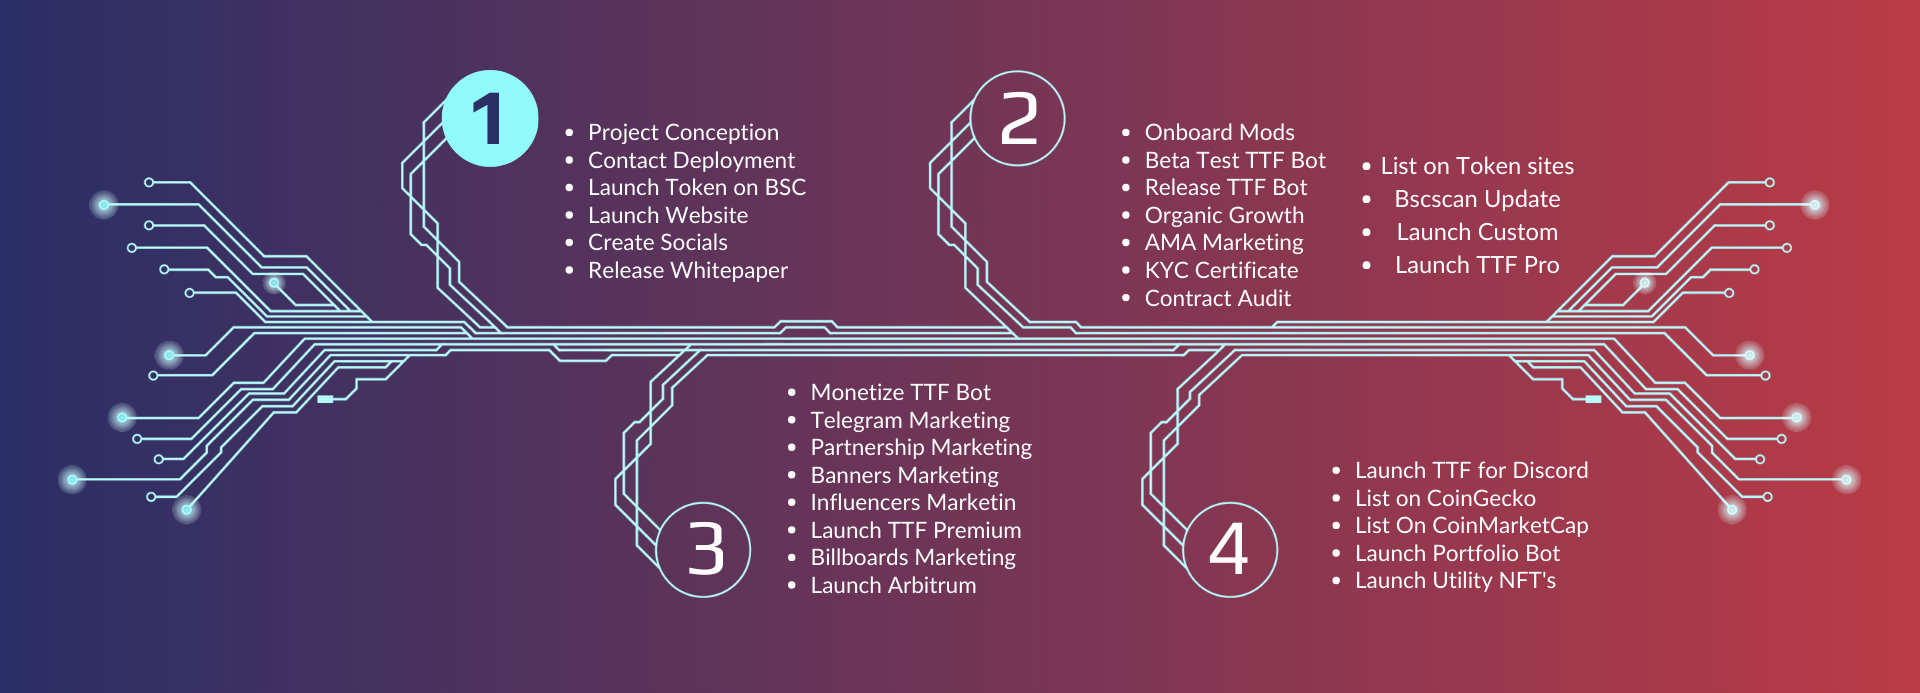 1
• Project Conception
• Contact Deployment
• Launch Token on BSC
• Launch Website
• Create Socials
• Release Whitepaper
2
• Onboard Mods
• Beta Test TTF Bot
• Release TTF Bot
• Organic Growth
• AMA Marketing
• KYC Certificate
• Contract Audit
• List on Token sites
• Bscscan Update
• Launch Custom
• Launch TTF Pro
3
• Monetize TTF Bot
• Telegram Marketing
• Partnership Marketing
• Banners Marketing
• Influencers Marketin
• Launch TTF Premium
• Billboards Marketing
• Launch Arbitrum
4
• Launch TTF for Discord
• List on CoinGecko
• List On CoinMarketCap
• Launch Portfolio Bot
• Launch Utility NFT's